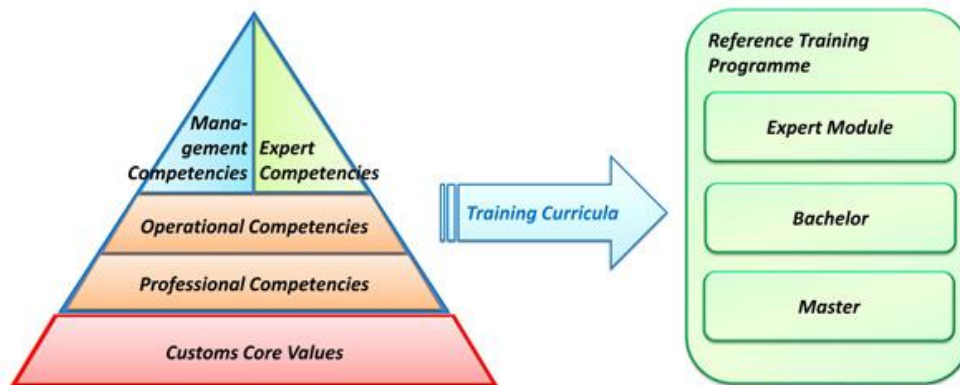 Mana-
gement
Competencies
Expert
Competencies
Operational Competencies
Professional Competencies
Customs Core Values
Training Curricula
Reference Training
Programme
Expert Module
Bachelor
Master